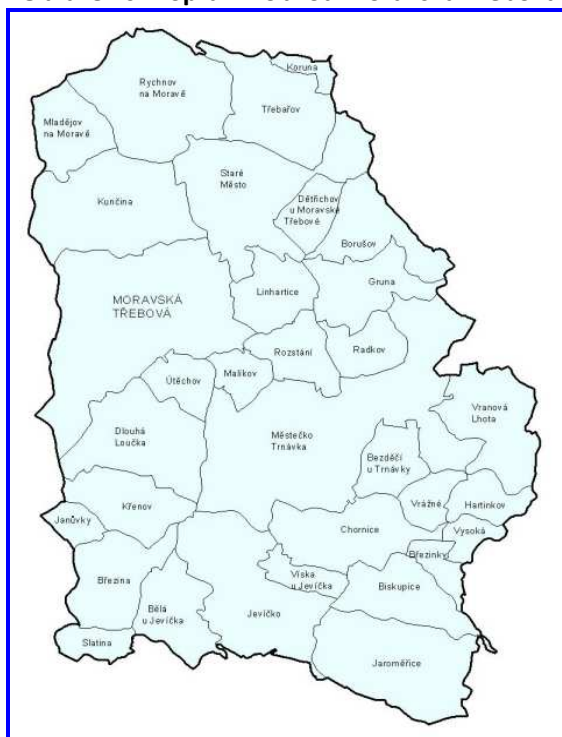 Koruna
Rychnov
na Moravě
Třebařov
Mladějov
na Moravě
Staré
Město
Kunčina
Dětřichov
u Moravské
Třebové
Borušov
Gruna
Linhartice
MORAVSKÁ
TŘEBOVÁ
Rozstání
Radkov
Malíkov
Útěchov
Vranová
Lhota
Dlouhá
Loučka
Městečko
Trnávka
Bezděčí
u Trnávky
Vrážné
Hartinkov
Křenov
Janůvky
Chornice
Vysoká
Březinky
Víska
u Jevíčka
Biskupice
Březina
Bělá
u Jevíčka
Jevíčko
Slatina
Jaroměřice